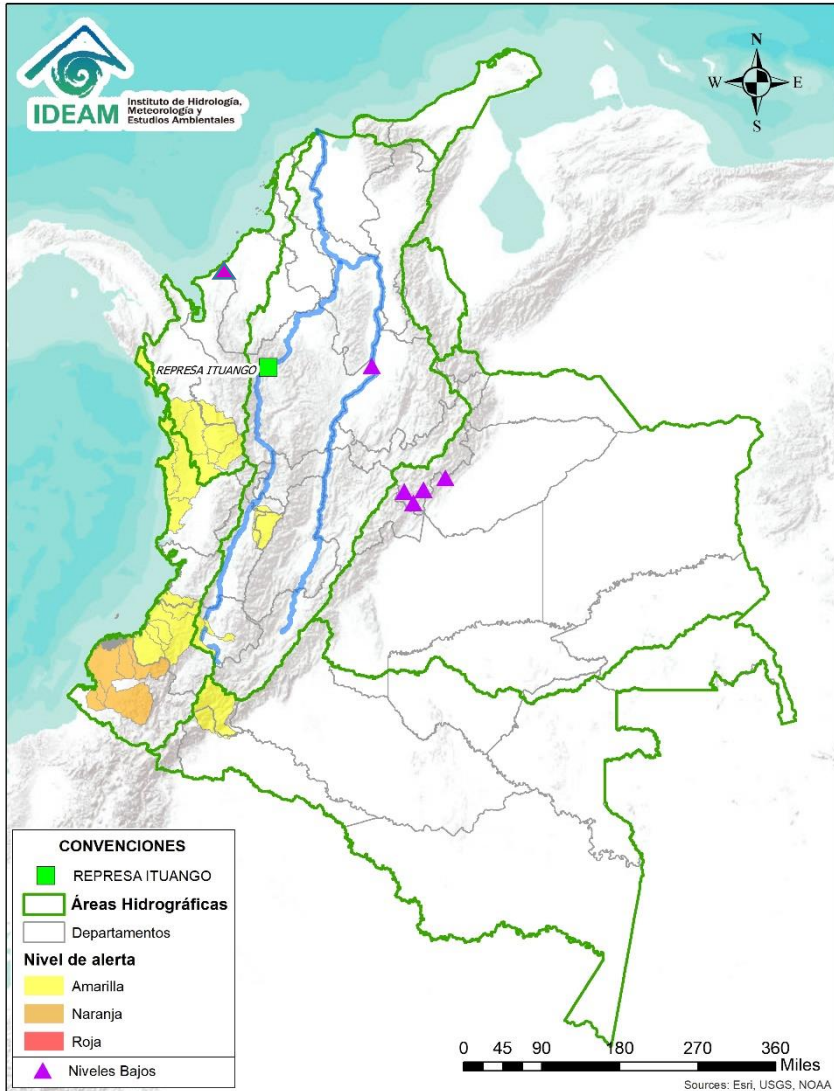 IDEAM
Instituto de Hidrología,
Meteorología y
Estudios Ambientales
N
W
E
S
REPRESA ITUANGO
CONVENCIONES
REPRESA ITUANGO
Áreas Hidrográficas
Departamentos
Nivel de alerta
Amarilla
Naranja
Roja
Niveles Bajos
0 45 90 180 270 360
Miles
Sources: Esri, USGS, NOAA